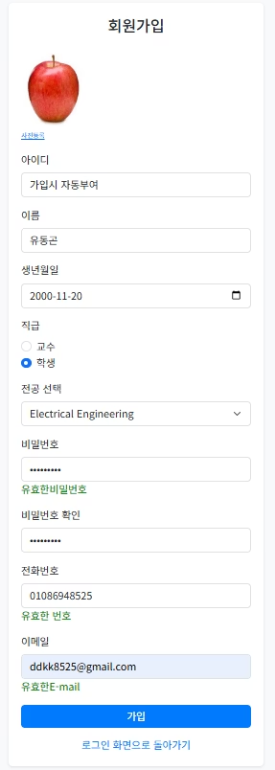 회원가입
사진등록
아이디
가입시 자동부여
이름
유동곤
생년월일
2000-11-20
직급
교수
학생
전공 선택
Electrical Engineering
비밀번호
•••••••••
유효한비밀번호
비밀번호 확인
•••••••••
전화번호
01086948525
유효한 번호
이메일
ddkk8525@gmail.com
유효한E-mail
가입
로그인 화면으로 돌아가기